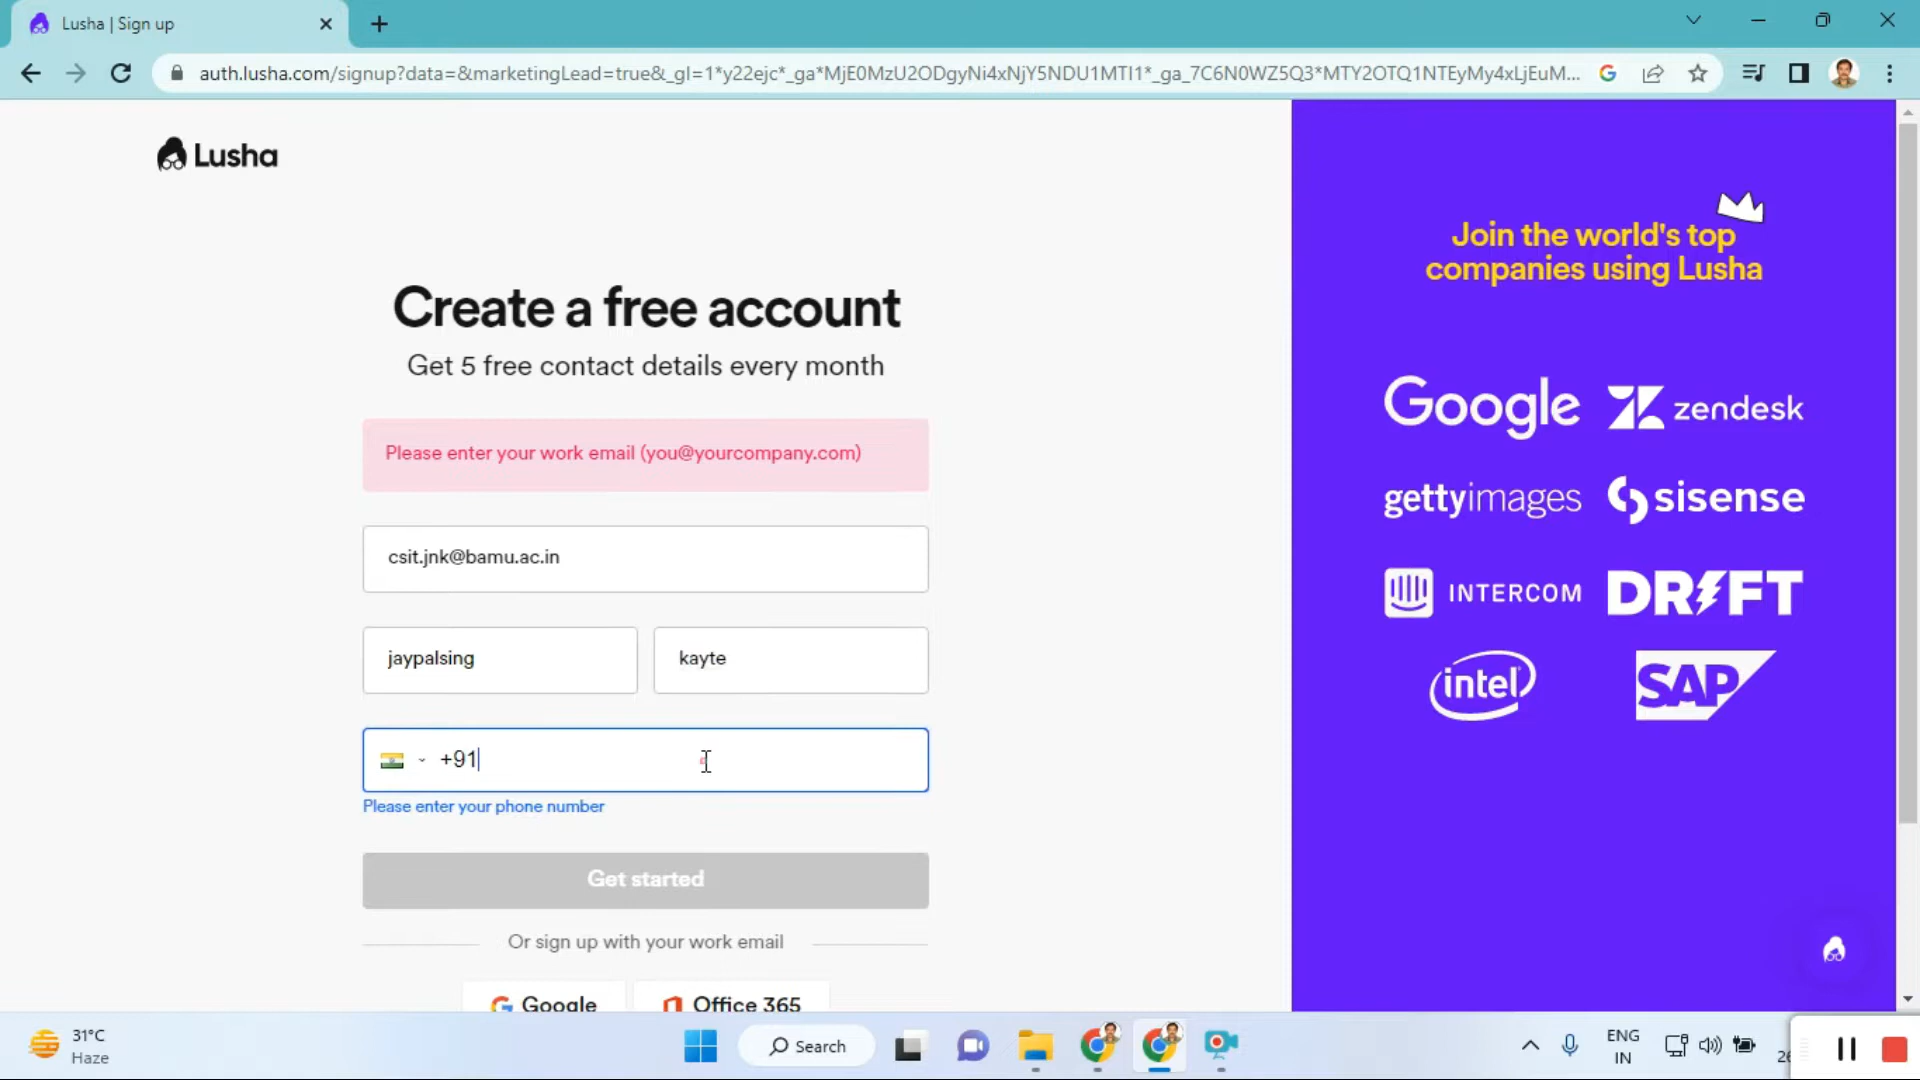 Lusha | Sign up
auth.lusha.com/signup?data=&marketingLead=true&_gl=1*y22ejc*_ga*MjE0MzU2ODgyNi4xNjY5NDU1MTI1*_ga_7C6N0WZ5Q3*MTY2OTQ1NTEyMy4xLjEuM...
Lusha
Create a free account
Get 5 free contact details every month
Please enter your work email (you@yourcompany.com)
csit.jnk@bamu.ac.in
jaypalsing kayte
+91
Please enter your phone number
Get started
Or sign up with your work email
Google Office 365
Join the world's top
companies using Lusha
Google zendesk
gettyimages sisense
INTERCOM DRIFT
intel SAP
31°C
Haze
Search
ENG
IN